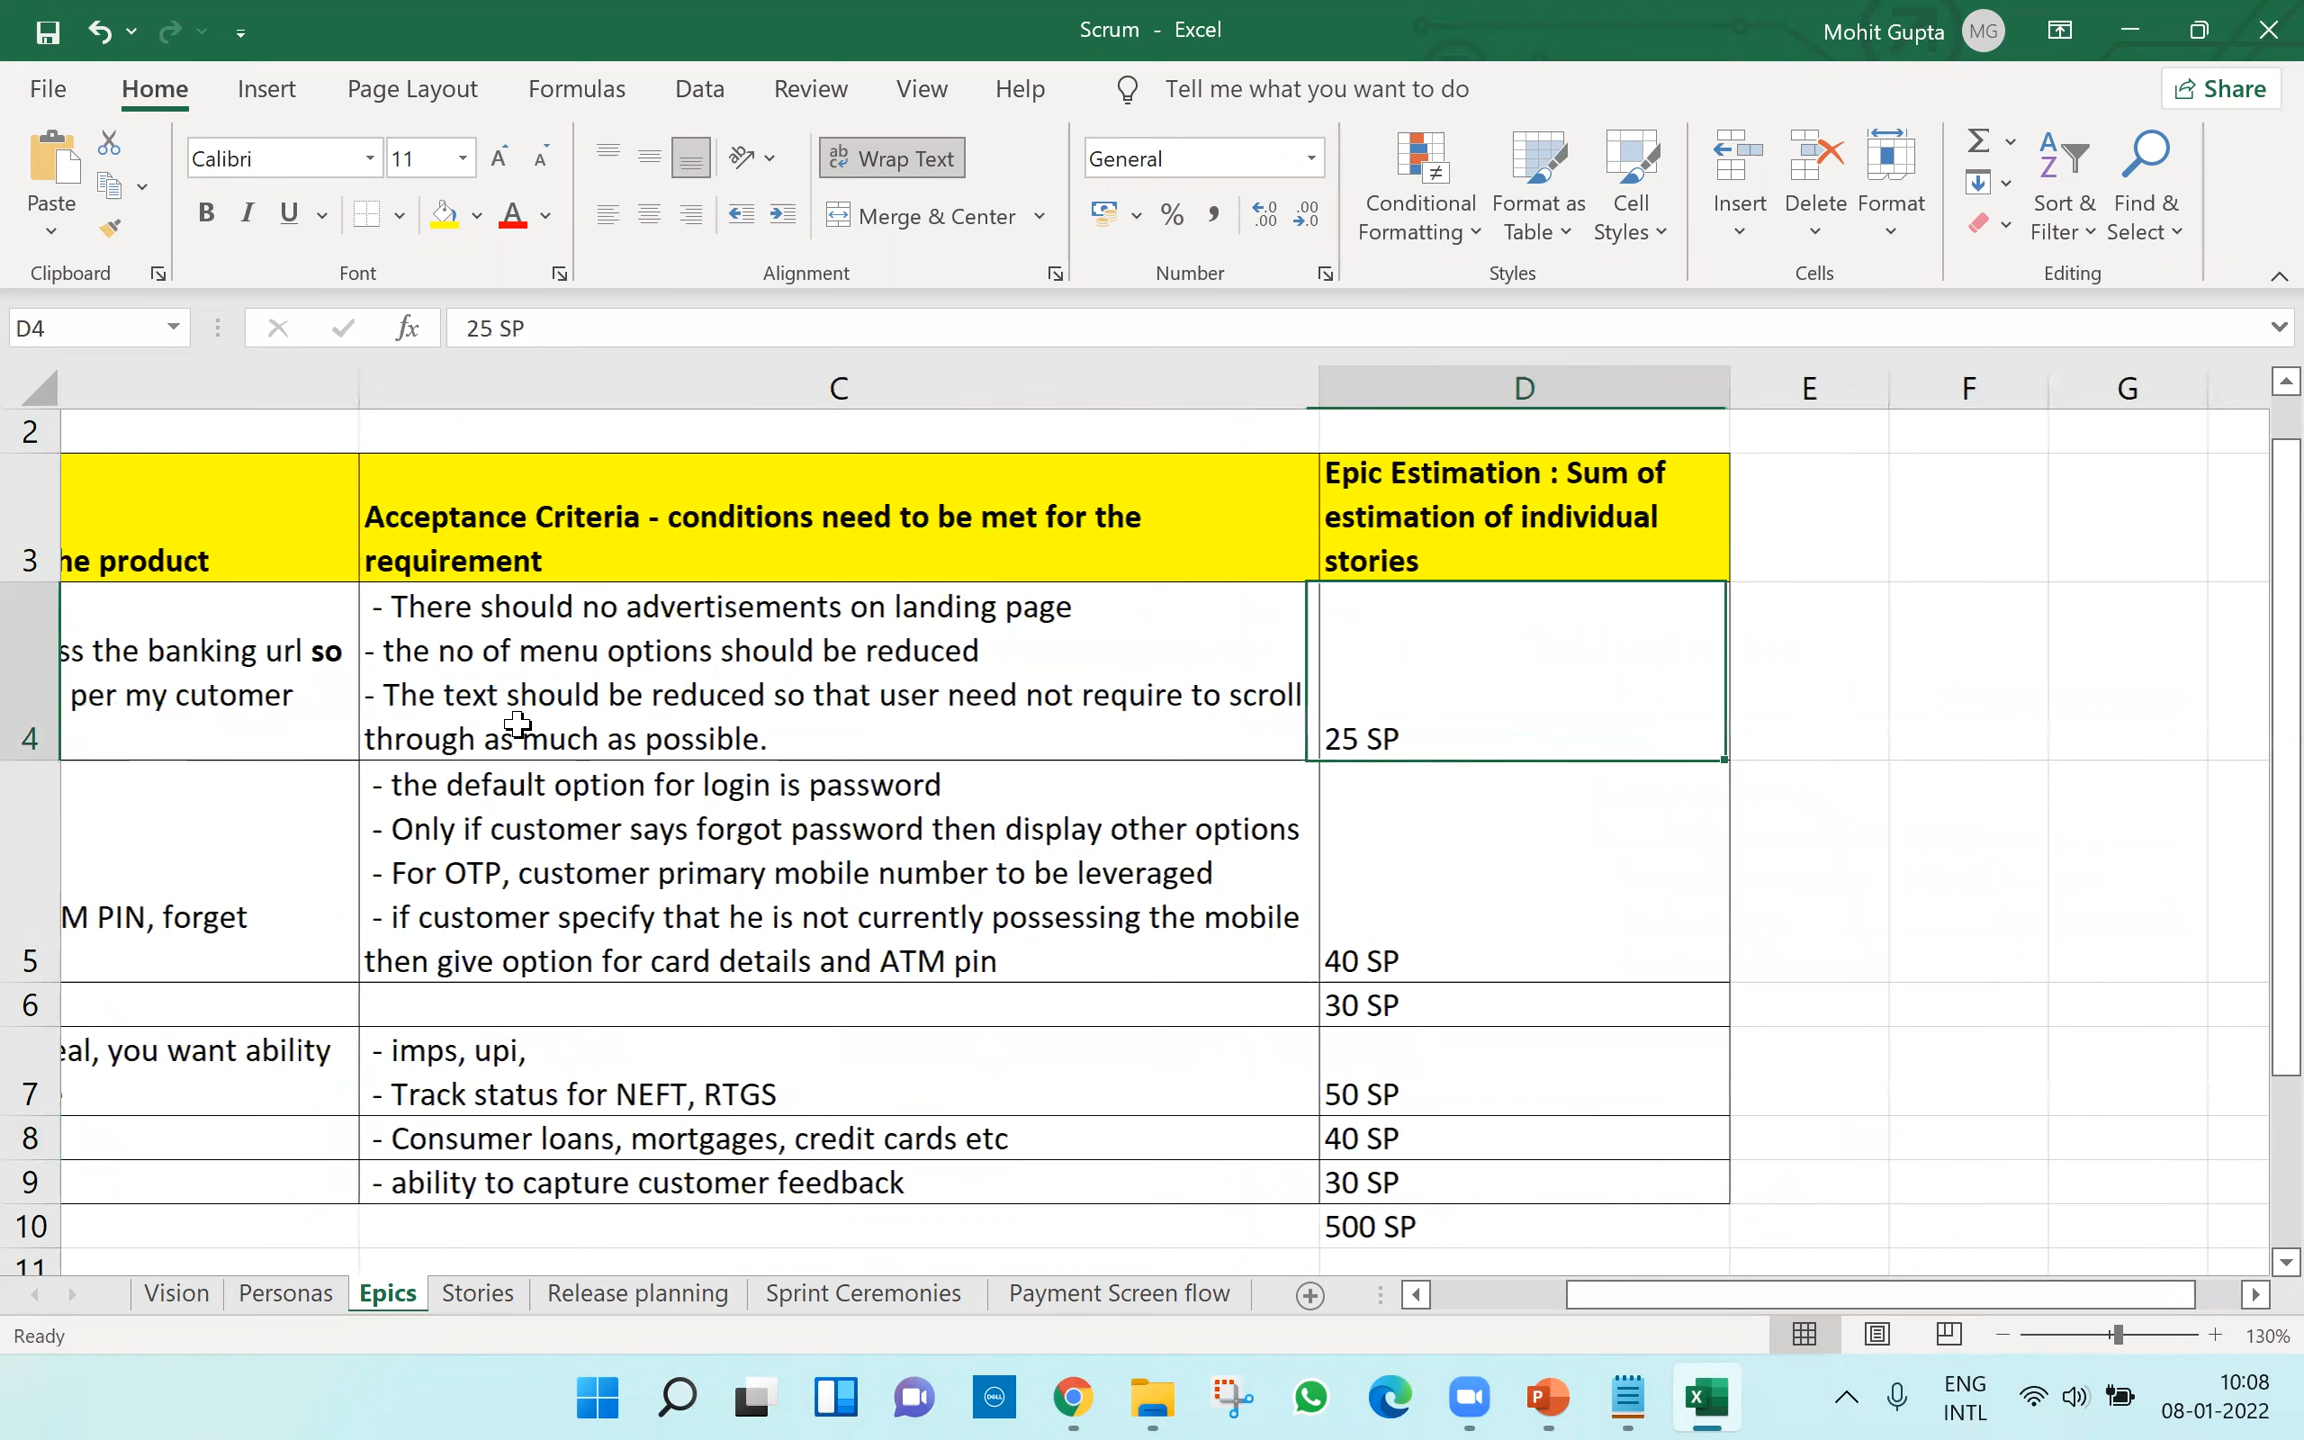 Scrum - Excel
Mohit Gupta MG
File Home Insert Page Layout Formulas Data Review View Help Tell me what you want to do Share
Paste
Clipboard
Calibri 11 A A
B I U A
Font
ab Wrap Text
Merge & Center
Alignment
General
% , .00 .00
Number
Conditional Formatting
Format as Table
Cell Styles
Styles
Insert Delete Format
Cells
Sort & Filter
Find & Select
Editing
D4 fx 25 SP
C D E F G
2
3
he product
Acceptance Criteria - conditions need to be met for the
requirement
Epic Estimation : Sum of
estimation of individual
stories
4
ss the banking url so
per my cutomer
- There should no advertisements on landing page
- the no of menu options should be reduced
- The text should be reduced so that user need not require to scroll
through as much as possible.
25 SP
5
M PIN, forget
- the default option for login is password
- Only if customer says forgot password then display other options
- For OTP, customer primary mobile number to be leveraged
- if customer specify that he is not currently possessing the mobile
then give option for card details and ATM pin
40 SP
6 30 SP
7
eal, you want ability
- imps, upi,
- Track status for NEFT, RTGS
50 SP
8 - Consumer loans, mortgages, credit cards etc 40 SP
9 - ability to capture customer feedback 30 SP
10 500 SP
11
Vision Personas Epics Stories Release planning Sprint Ceremonies Payment Screen flow
Ready 130%
ENG
INTL
10:08
08-01-2022